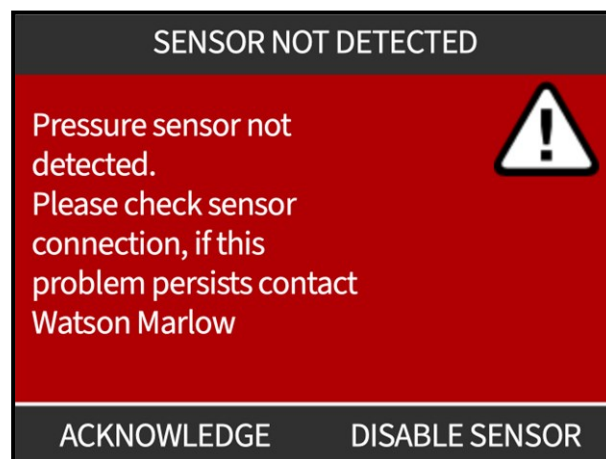 SENSOR NOT DETECTED
Pressure sensor not
detected.
Please check sensor
connection, if this
problem persists contact
Watson Marlow
ACKNOWLEDGE DISABLE SENSOR